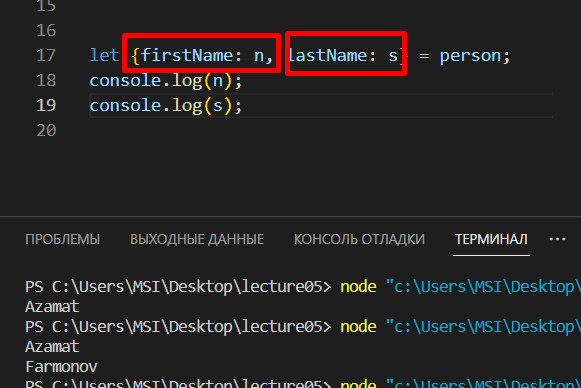 15
16
17 let {firstName: n, lastName: s} = person;
18 console.log(n);
19 console.log(s);
20
ПРОБЛЕМЫ ВЫХОДНЫЕ ДАННЫЕ КОНСОЛЬ ОТЛАДКИ ТЕРМИНАЛ ···
PS C:\Users\MSI\Desktop\lecture05> node "c:\Users\MSI\Desktop\
Azamat
PS C:\Users\MSI\Desktop\lecture05> node "c:\Users\MSI\Desktop\
Azamat
Farmonov
PS C:\Users\MSI\Desktop\lecture05> node "c:\Users\MSI\Desktop\